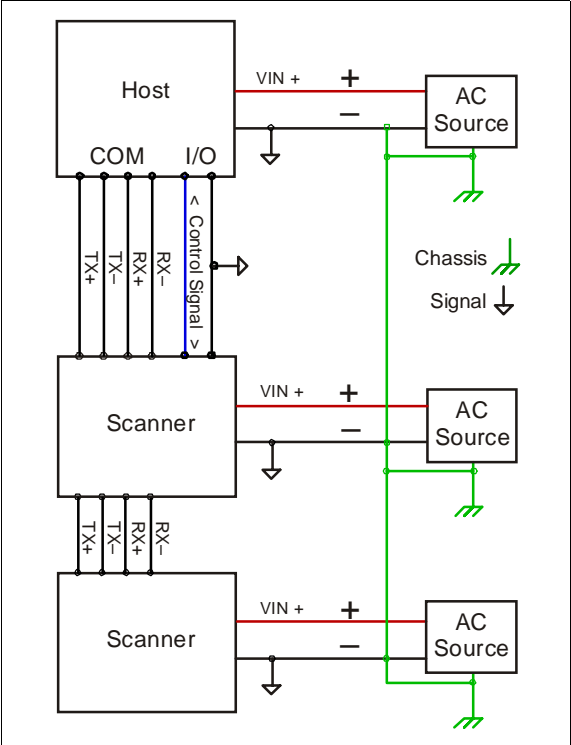 Host
VIN +
+
−
AC
Source
COM
I/O
TX+
TX−
RX+
RX−
< Control Signal >
Chassis
Signal
Scanner
VIN +
+
−
AC
Source
TX+
TX−
RX+
RX−
Scanner
VIN +
+
−
AC
Source